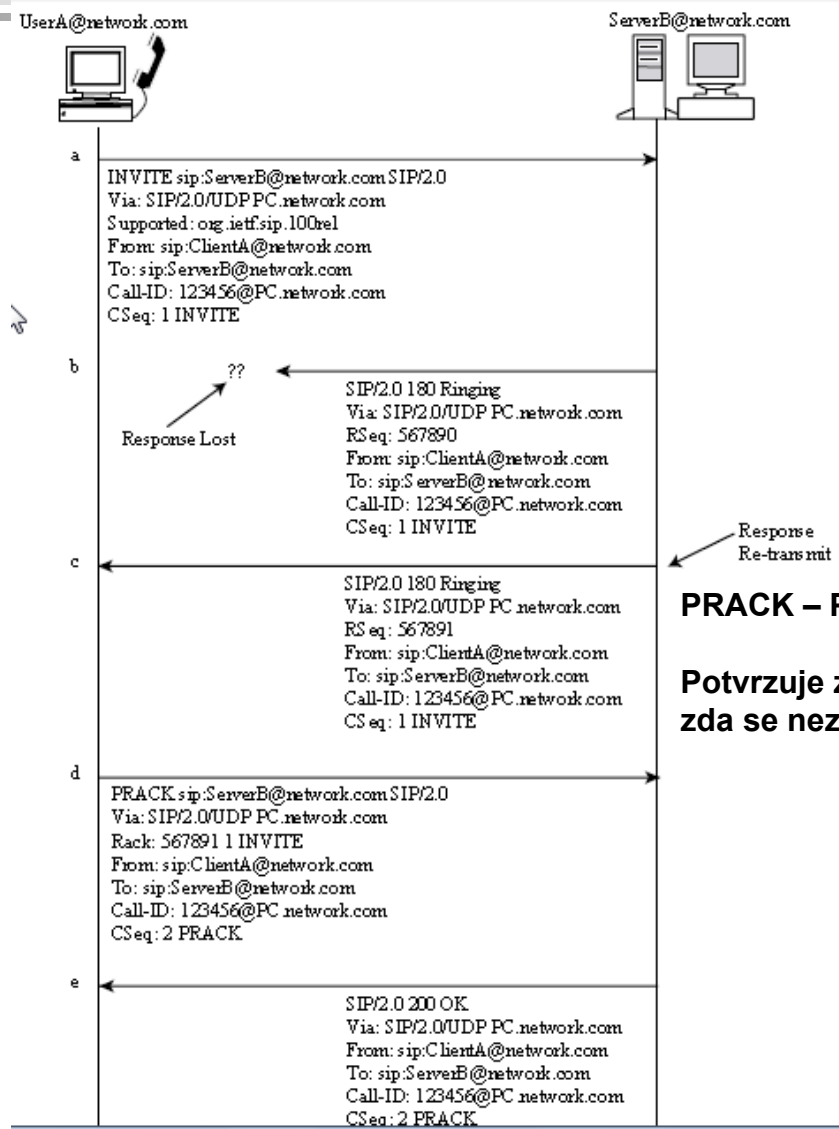 UserA@network.com
ServerB@network.com
a
INVITE sip:ServerB@network.com SIP/2.0
Via: SIP/2.0/UDP PC.network.com
Supported: org.ietf.sip.100rel
From: sip:ClientA@network.com
To: sip:ServerB@network.com
Call-ID: 123456@PC.network.com
CSeq: 1 INVITE
b
??
Response Lost
SIP/2.0 180 Ringing
Via: SIP/2.0/UDP PC.network.com
RSeq: 567890
From: sip:ClientA@network.com
To: sip:ServerB@network.com
Call-ID: 123456@PC.network.com
CSeq: 1 INVITE
Response
Re-transmit
c
SIP/2.0 180 Ringing
Via: SIP/2.0/UDP PC.network.com
RSeq: 567891
From: sip:ClientA@network.com
To: sip:ServerB@network.com
Call-ID: 123456@PC.network.com
CSeq: 1 INVITE
PRACK –
Potvrzuje
zda se
d
PRACK sip:ServerB@network.com SIP/2.0
Via: SIP/2.0/UDP PC.network.com
Rack: 567891 1 INVITE
From: sip:ClientA@network.com
To: sip:ServerB@network.com
Call-ID: 123456@PC.network.com
CSeq: 2 PRACK
e
SIP/2.0 200 OK
Via: SIP/2.0/UDP PC.network.com
From: sip:ClientA@network.com
To: sip:ServerB@network.com
Call-ID: 123456@PC.network.com
CSeq: 2 PRACK